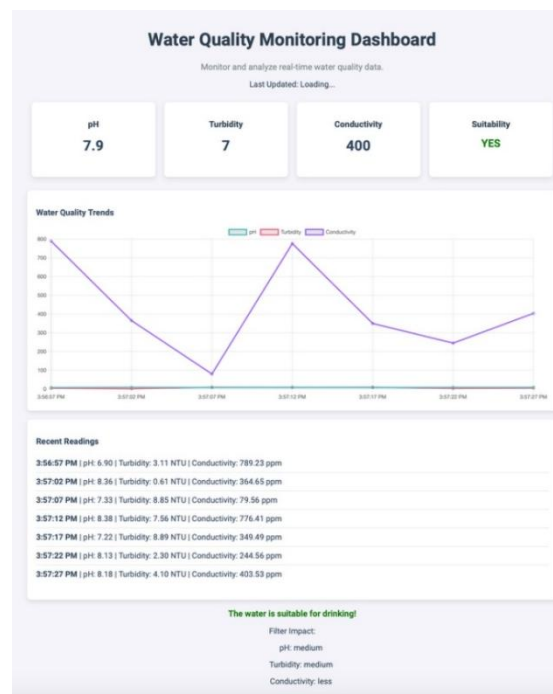 Water Quality Monitoring Dashboard
Monitor and analyze real-time water quality data.
Last Updated: Loading...
pH
7.9
Turbidity
7
Conductivity
400
Suitability
YES
Water Quality Trends
pH Turbidity Conductivity
800
700
600
500
400
300
200
100
0
3:56:57 PM 3:57:02 PM 3:57:07 PM 3:57:12 PM 3:57:17 PM 3:57:22 PM 3:57:27 PM
Recent Readings
3:56:57 PM | pH: 6.90 | Turbidity: 3.11 NTU | Conductivity: 789.23 ppm
3:57:02 PM | pH: 8.36 | Turbidity: 0.61 NTU | Conductivity: 364.65 ppm
3:57:07 PM | pH: 7.33 | Turbidity: 8.85 NTU | Conductivity: 79.56 ppm
3:57:12 PM | pH: 8.38 | Turbidity: 7.56 NTU | Conductivity: 776.41 ppm
3:57:17 PM | pH: 7.22 | Turbidity: 8.89 NTU | Conductivity: 349.49 ppm
3:57:22 PM | pH: 8.13 | Turbidity: 2.30 NTU | Conductivity: 244.56 ppm
3:57:27 PM | pH: 8.18 | Turbidity: 4.10 NTU | Conductivity: 403.53 ppm
The water is suitable for drinking!
Filter Impact:
pH: medium
Turbidity: medium
Conductivity: less